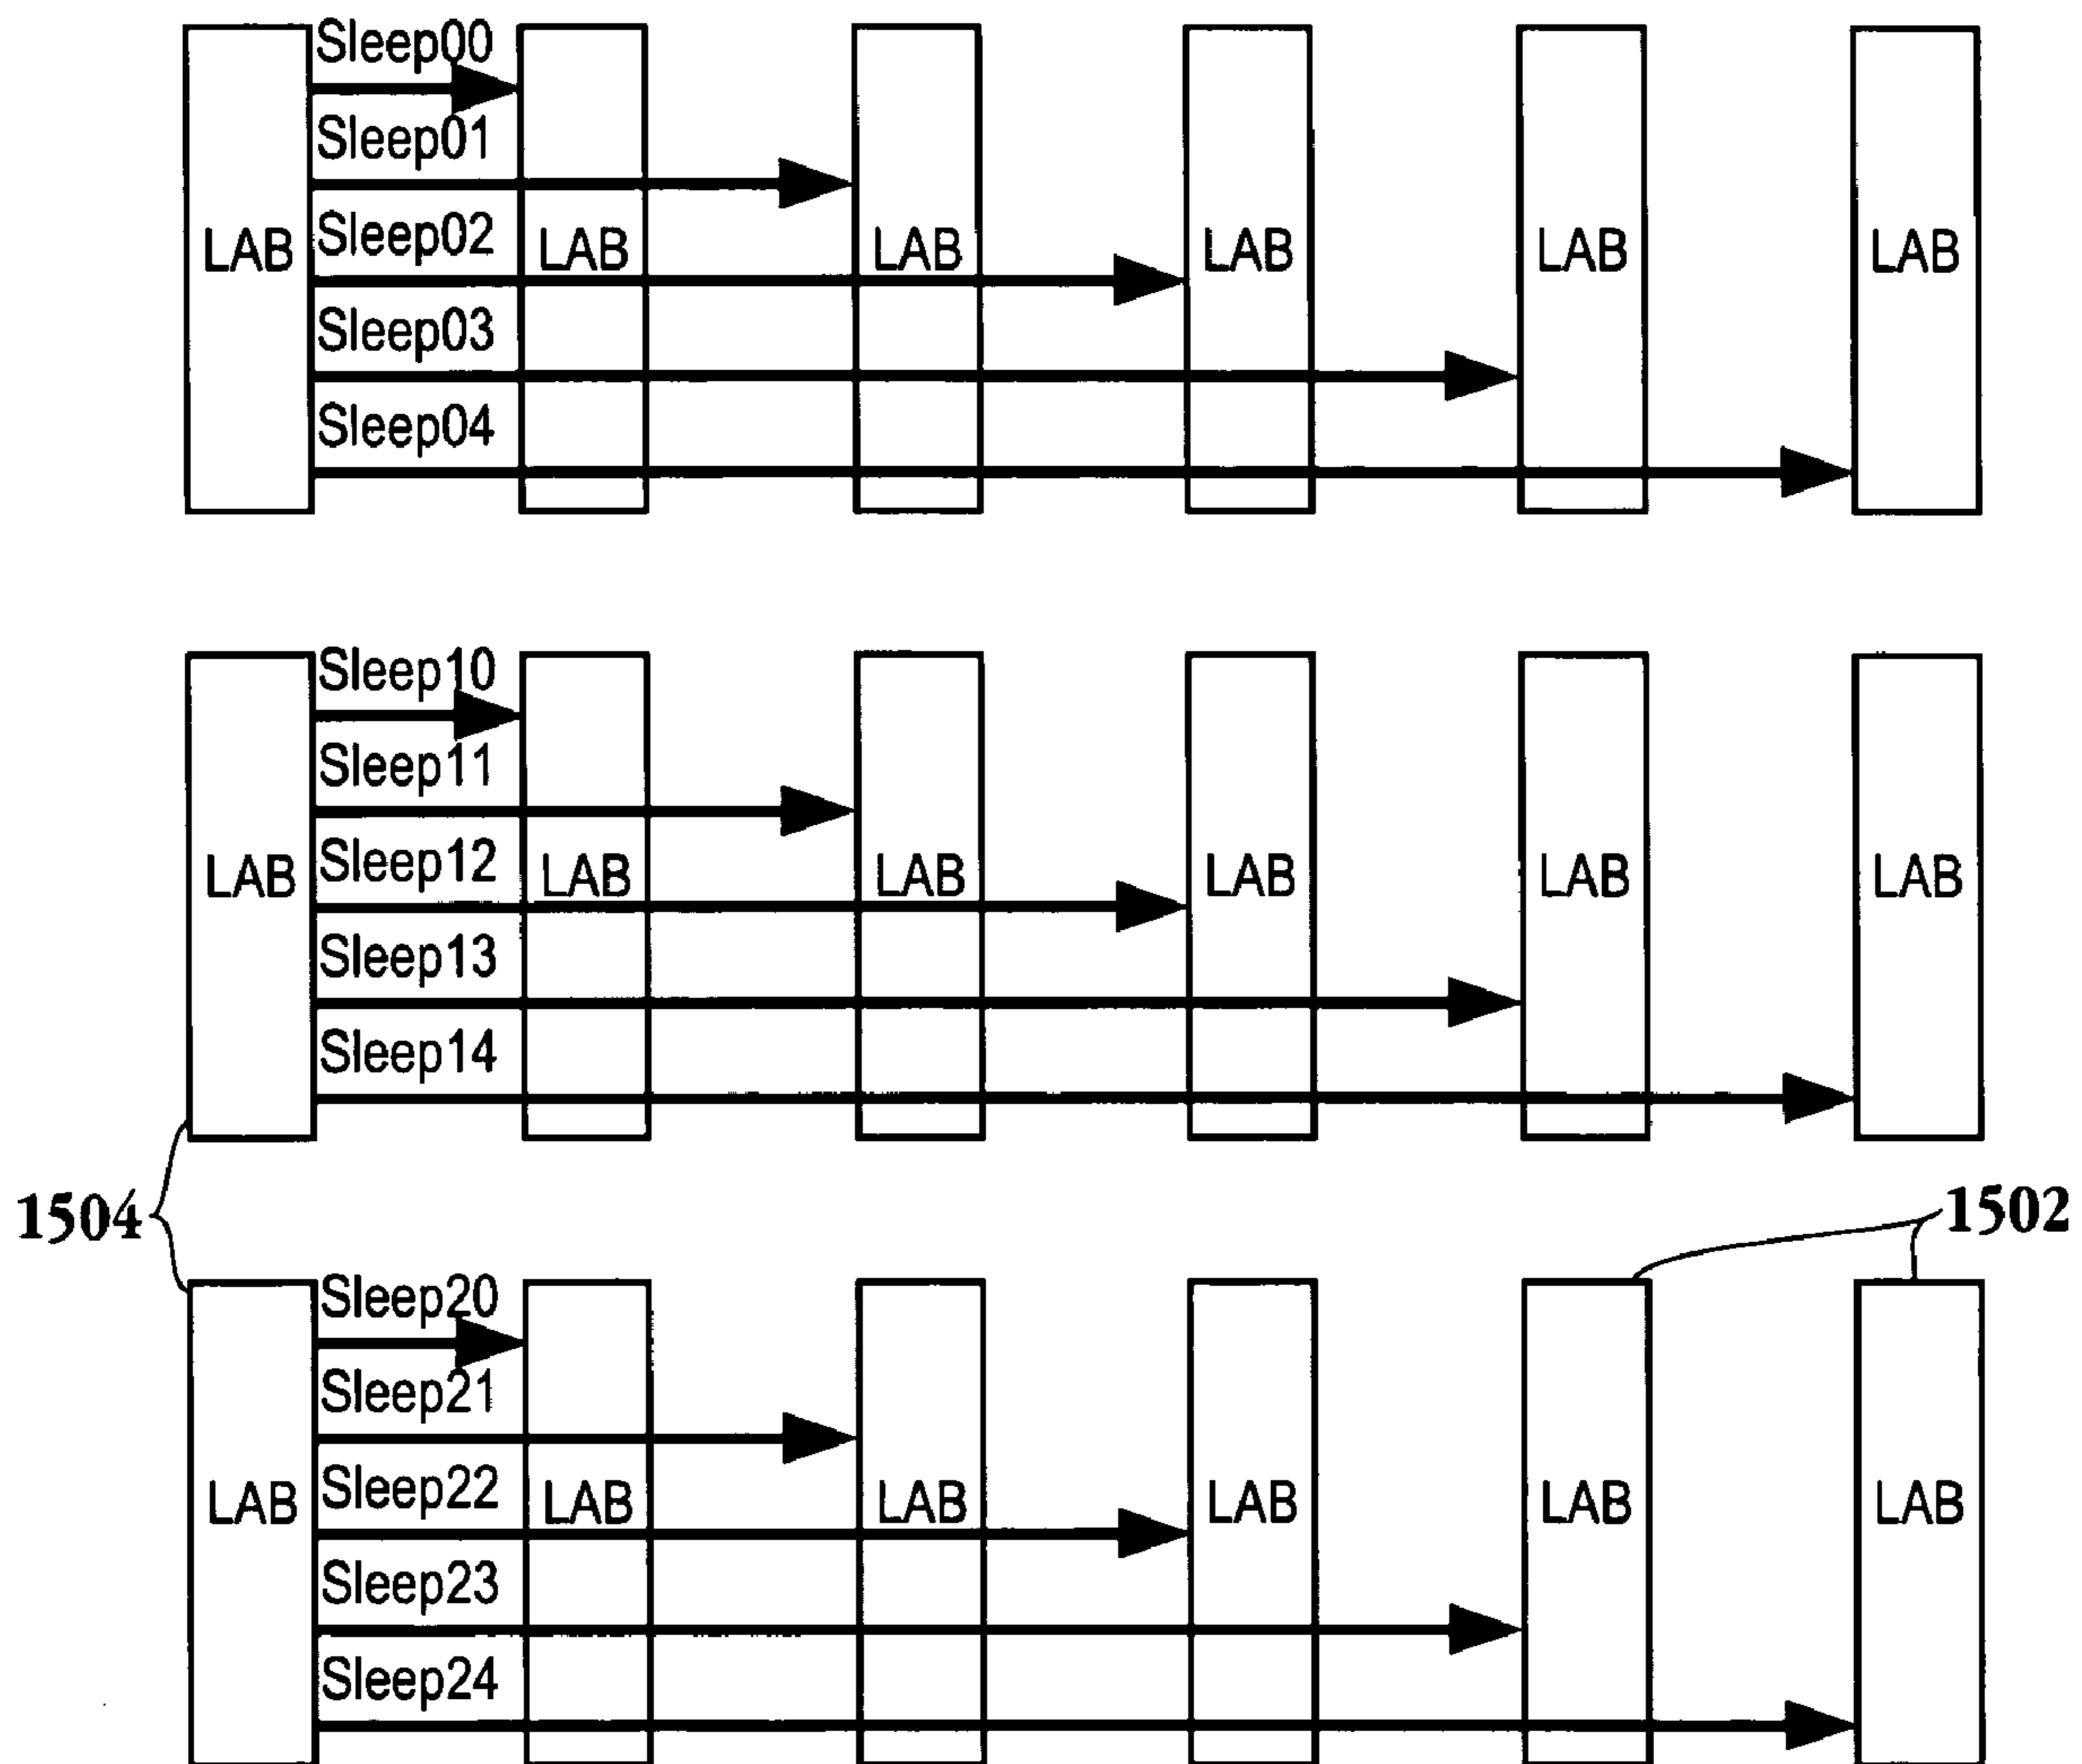 Sleep00
Sleep01
LAB Sleep02 LAB LAB LAB LAB LAB
Sleep03
Sleep04
Sleep10
Sleep11
LAB Sleep12 LAB LAB LAB LAB LAB
Sleep13
Sleep14
1504 1502
Sleep20
Sleep21
LAB Sleep22 LAB LAB LAB LAB LAB
Sleep23
Sleep24